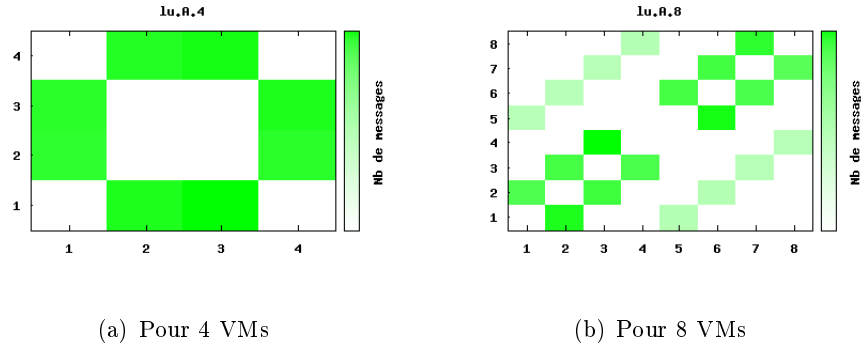 lu.A.4
4
3
2
1
1 2 3 4
Nb de messages
(a) Pour 4 VMs
lu.A.8
8
7
6
5
4
3
2
1
1 2 3 4 5 6 7 8
Nb de messages
(b) Pour 8 VMs